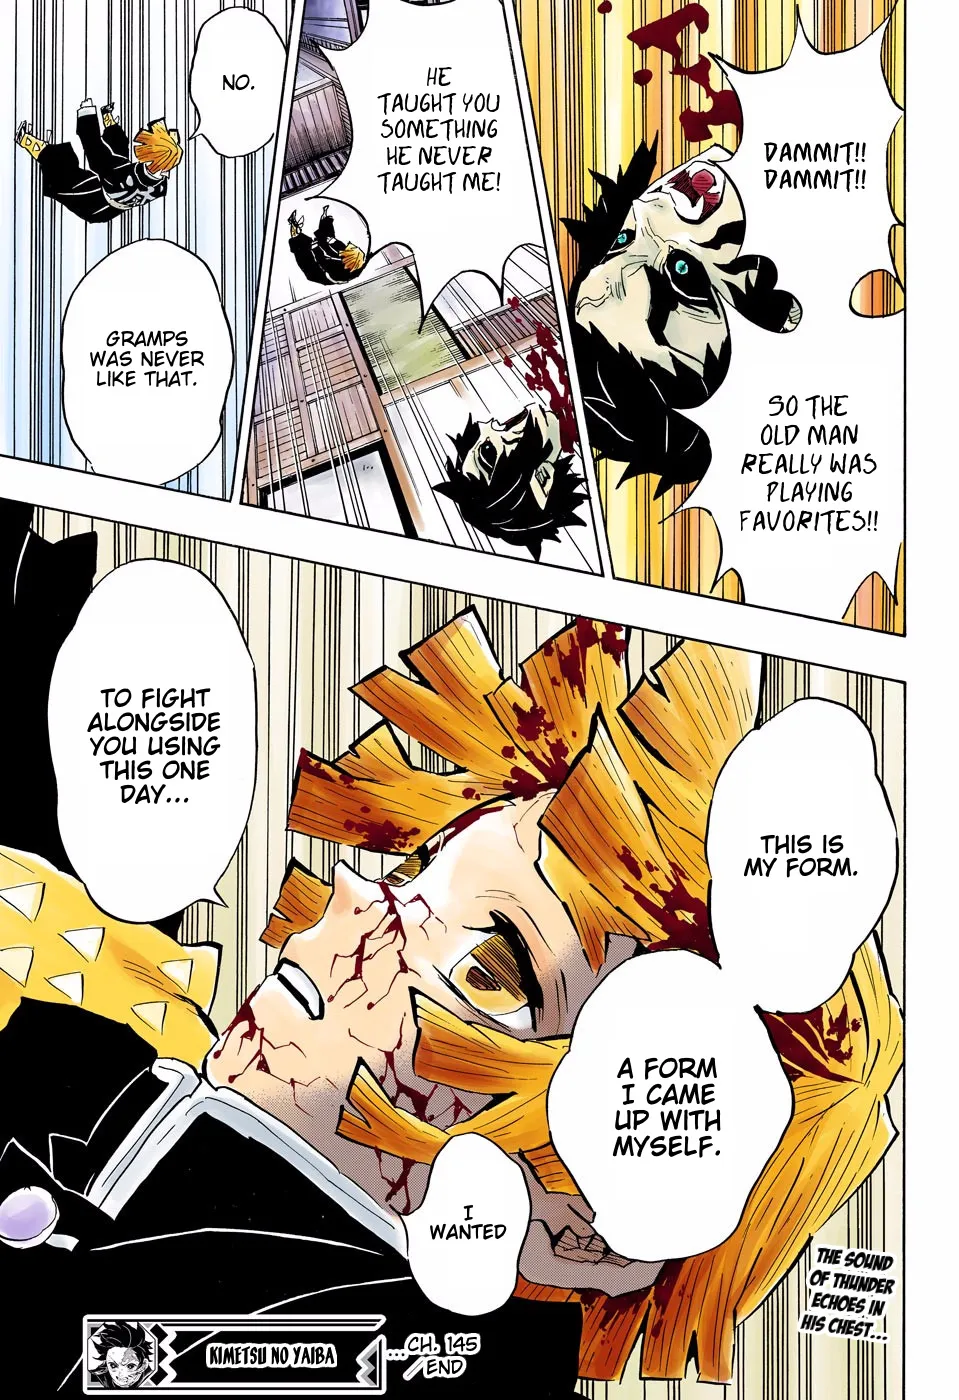 DAMMIT!!
DAMMIT!!
SO THE
OLD MAN
REALLY WAS
PLAYING
FAVORITES!!
HE
TAUGHT YOU
SOMETHING
HE NEVER
TAUGHT ME!
NO.
GRAMPS
WAS NEVER
LIKE THAT.
THIS IS
MY FORM.
A FORM
I CAME
UP WITH
MYSELF.
I
WANTED
TO FIGHT
ALONGSIDE
YOU USING
THIS ONE
DAY...
THE SOUND
OF THUNDER
ECHOES IN
HIS CHEST...
KIMETSU NO YAIBA
...CH. 145
/END